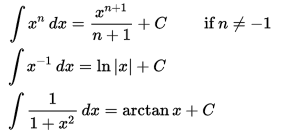 ∫ xⁿ dx = xⁿ⁺¹/(n + 1) + C  if n ≠ −1
∫ x⁻¹ dx = ln |x| + C
∫ 1/(1 + x²) dx = arctan x + C